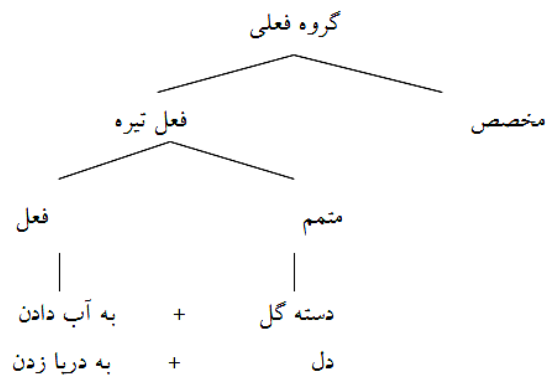 گروه فعلی
مخصص فعل تیره
متمم فعل
دسته گل + به آب دادن
دل + به دریا زدن